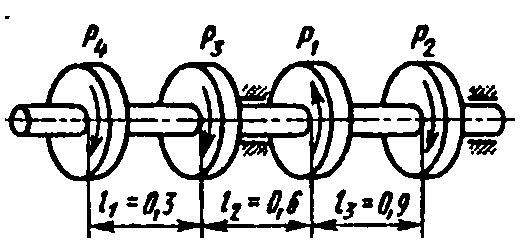 P₄ P₃ P₁ P₂
l₁ = 0,3 l₂ = 0,6 l₃ = 0,9